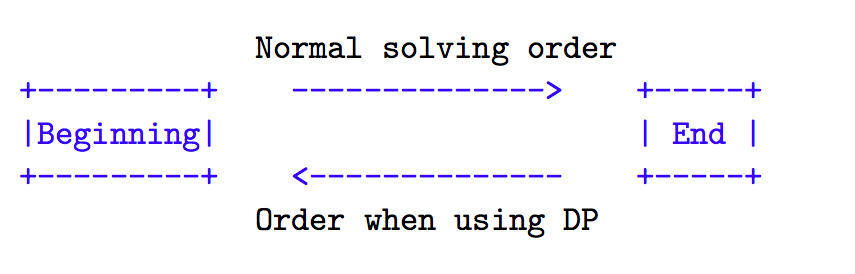 Normal solving order
+---------+    -------------->    +-----+
|Beginning|                       | End |
+---------+    <--------------    +-----+
Order when using DP